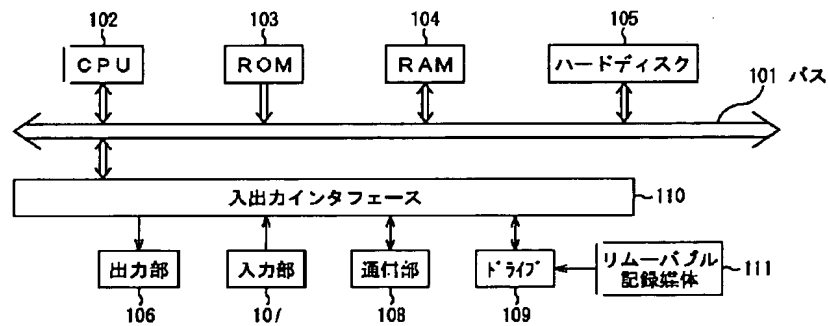 102 103 104 105
CPU ROM RAM ハードディスク
101 バス
入出力インタフェース 110
出力部 入力部 通信部 ドライブ リムーバブル
記録媒体 111
106 107 108 109